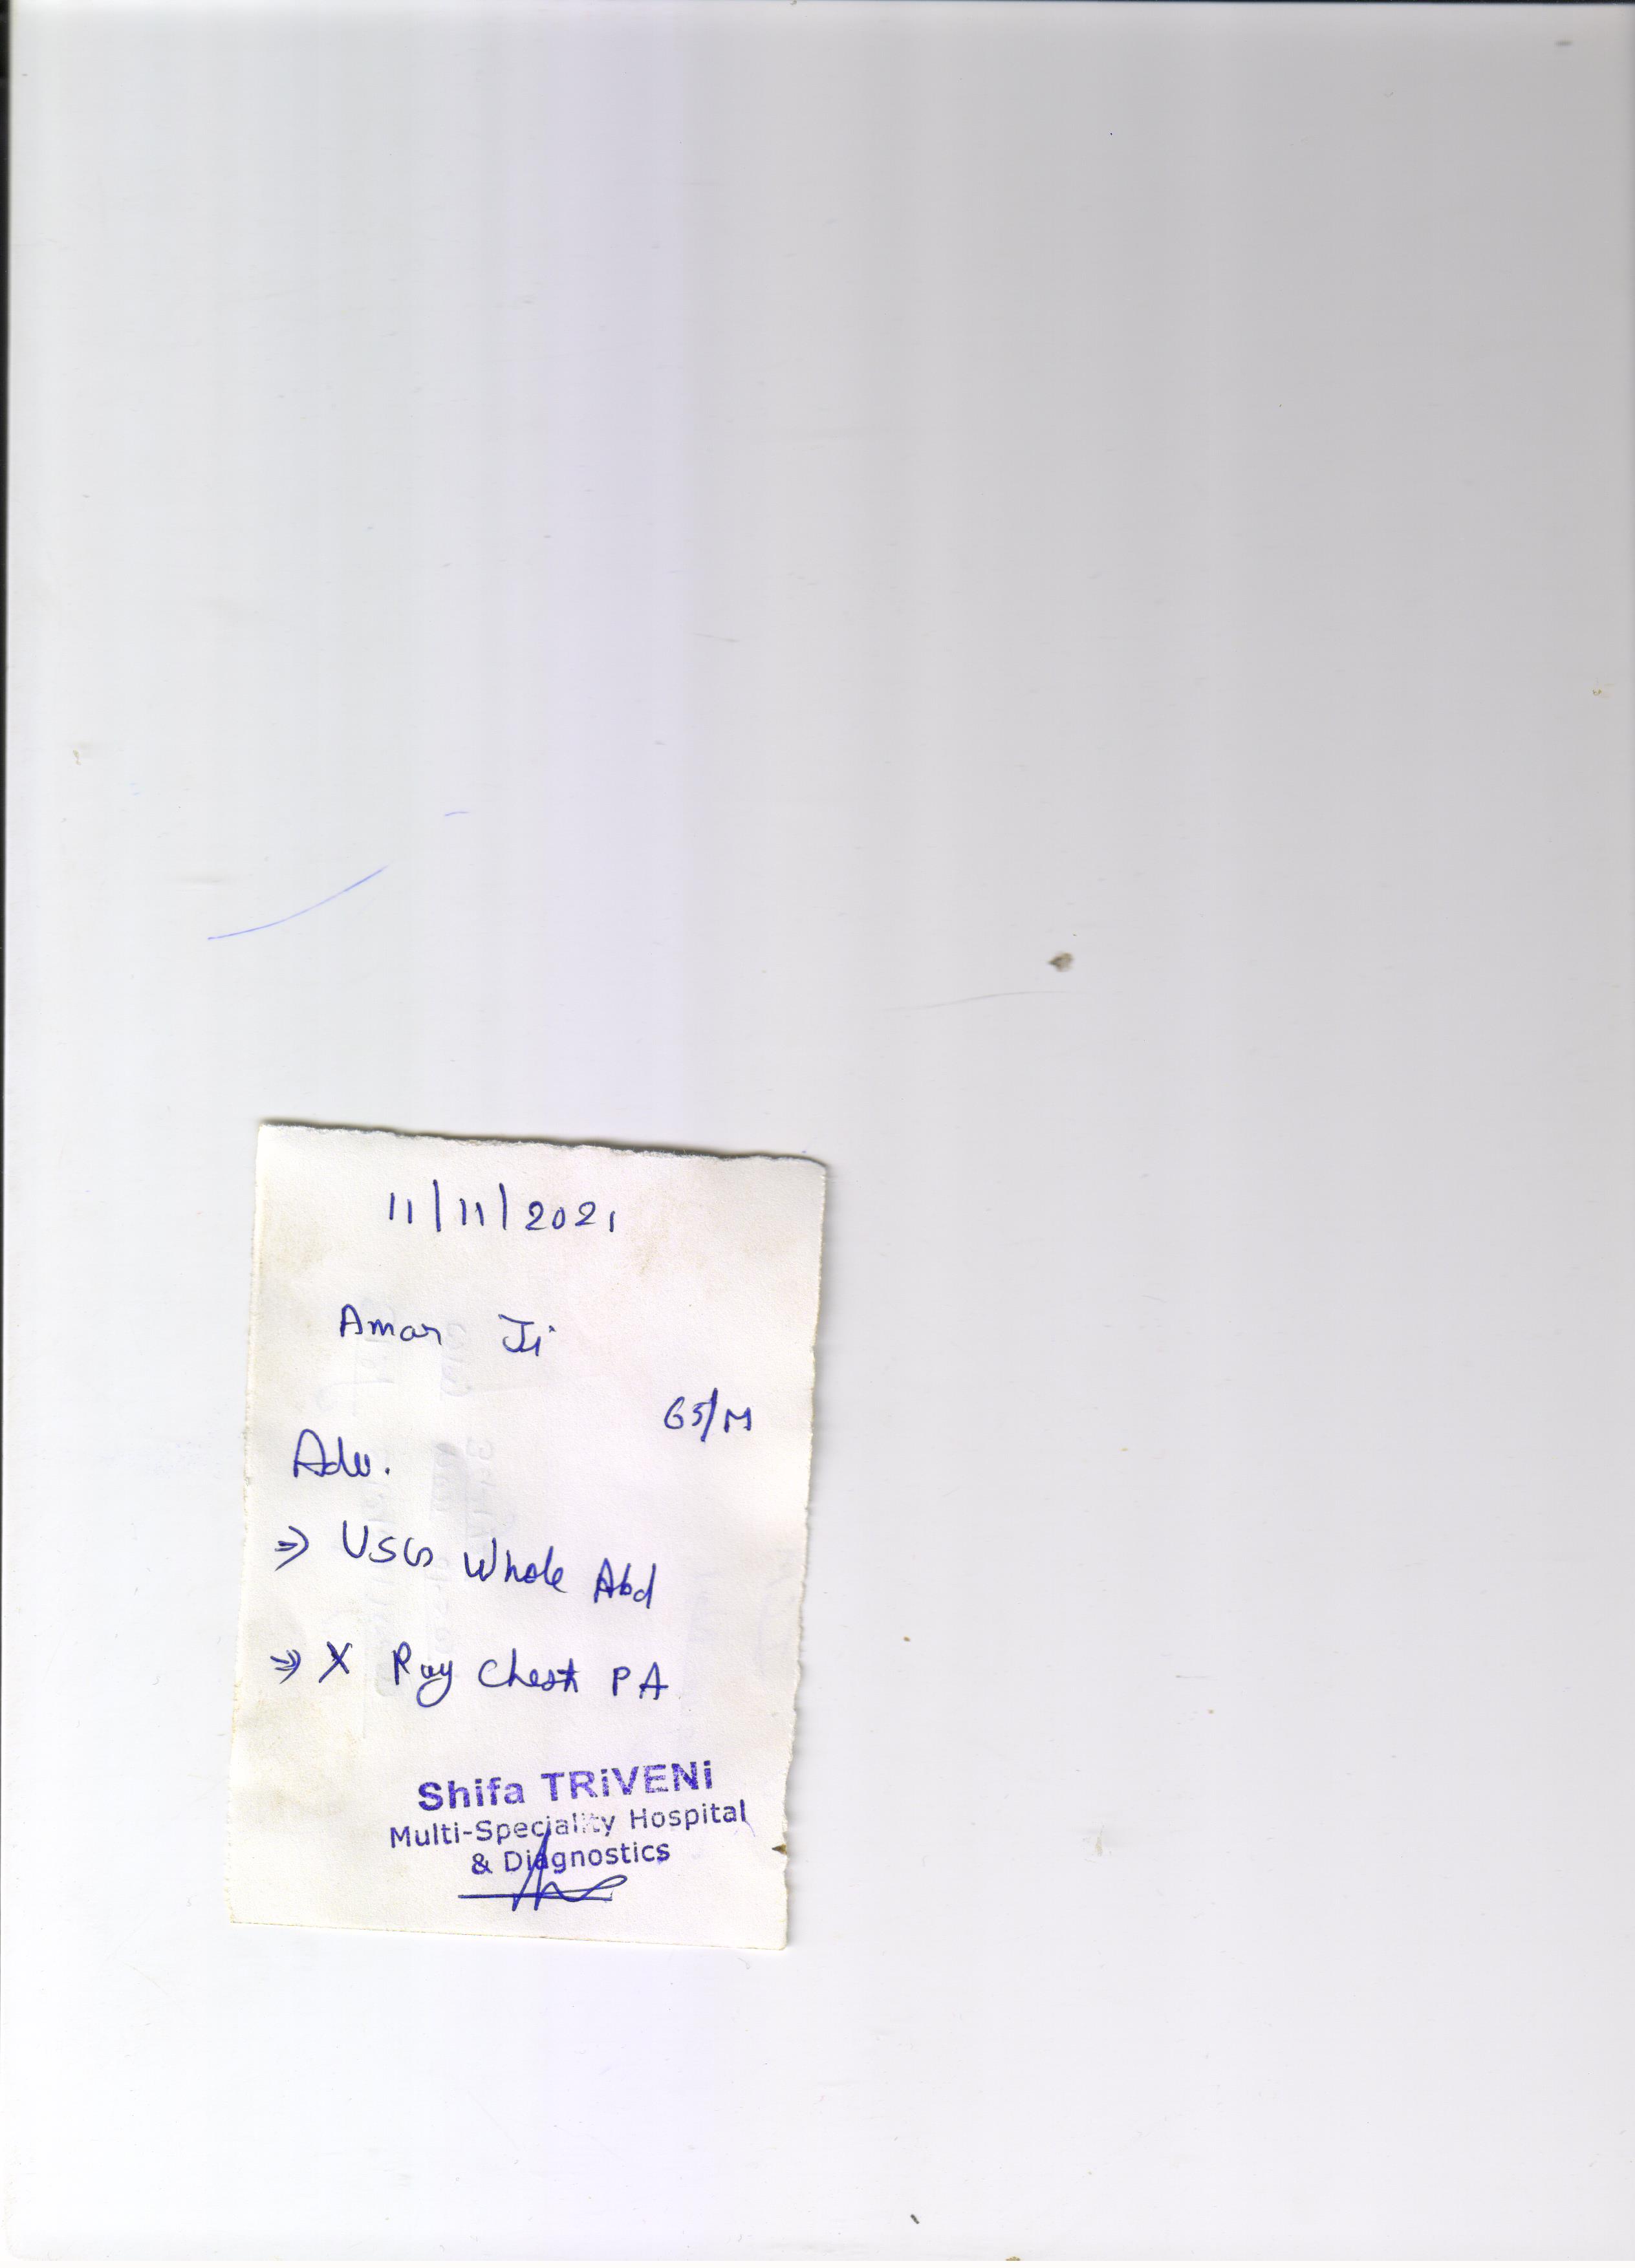 11/11/2021
Amar Ji
65/M
Adv.
⇒ USG Whole Abd
⇒ X Ray Chest PA
Shifa TRiVENi
Multi-Speciality Hospital
& Diagnostics